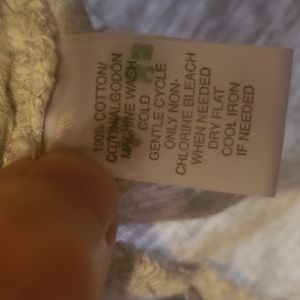 100% COTTON/
COTON/ALGODON
MACHINE WASH
COLD
GENTLE CYCLE
ONLY NON-
CHLORINE BLEACH
WHEN NEEDED
DRY FLAT
COOL IRON
IF NEEDED